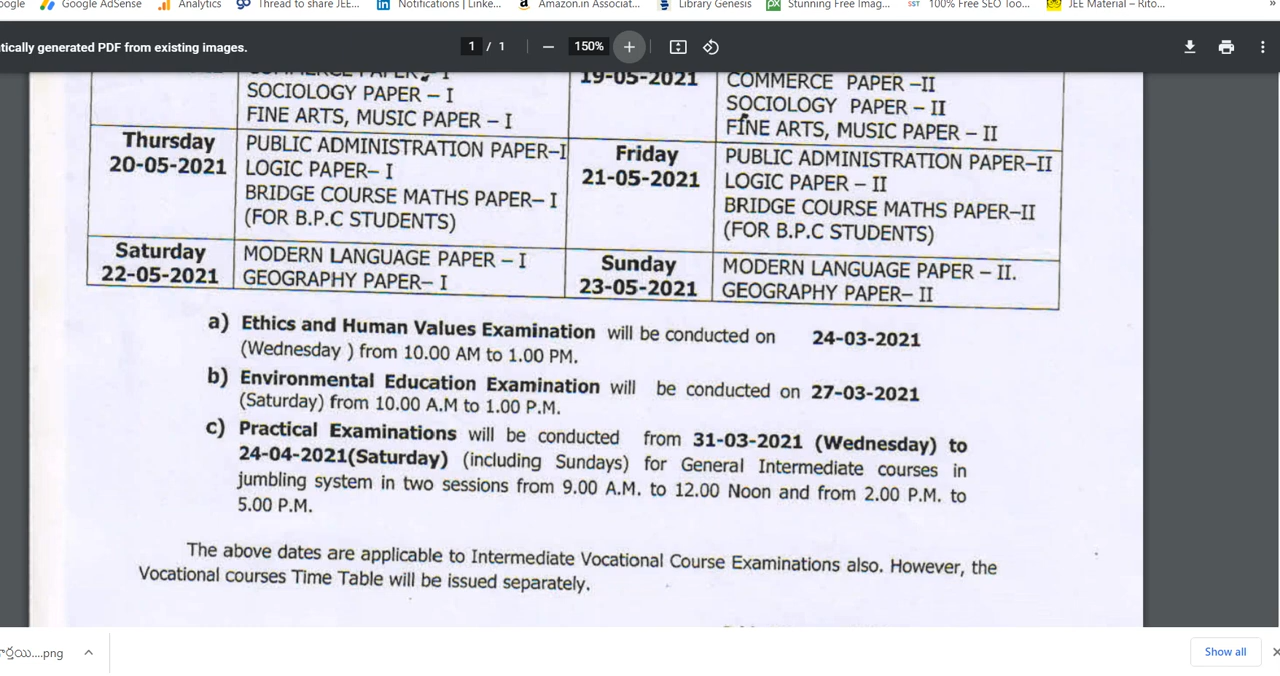 oogle Google AdSense Analytics Thread to share JEE... Notifications | Linke... Amazon.in Associat... Library Genesis Stunning Free Imag... 100% Free SEO Too... JEE Material – Rito... »
tically generated PDF from existing images. 1 / 1 — 150% +
COMMERCE PAPER – I
SOCIOLOGY PAPER – I
FINE ARTS, MUSIC PAPER – I
19-05-2021
COMMERCE PAPER –II
SOCIOLOGY PAPER – II
FINE ARTS, MUSIC PAPER – II
Thursday
20-05-2021
PUBLIC ADMINISTRATION PAPER–I
LOGIC PAPER– I
BRIDGE COURSE MATHS PAPER– I
(FOR B.P.C STUDENTS)
Friday
21-05-2021
PUBLIC ADMINISTRATION PAPER–II
LOGIC PAPER – II
BRIDGE COURSE MATHS PAPER–II
(FOR B.P.C STUDENTS)
Saturday
22-05-2021
MODERN LANGUAGE PAPER – I
GEOGRAPHY PAPER– I
Sunday
23-05-2021
MODERN LANGUAGE PAPER – II.
GEOGRAPHY PAPER– II
a) Ethics and Human Values Examination will be conducted on 24-03-2021
(Wednesday ) from 10.00 AM to 1.00 PM.
b) Environmental Education Examination will be conducted on 27-03-2021
(Saturday) from 10.00 A.M to 1.00 P.M.
c) Practical Examinations will be conducted from 31-03-2021 (Wednesday) to
24-04-2021(Saturday) (including Sundays) for General Intermediate courses in
jumbling system in two sessions from 9.00 A.M. to 12.00 Noon and from 2.00 P.M. to
5.00 P.M.
The above dates are applicable to Intermediate Vocational Course Examinations also. However, the
Vocational courses Time Table will be issued separately.
....png Show all